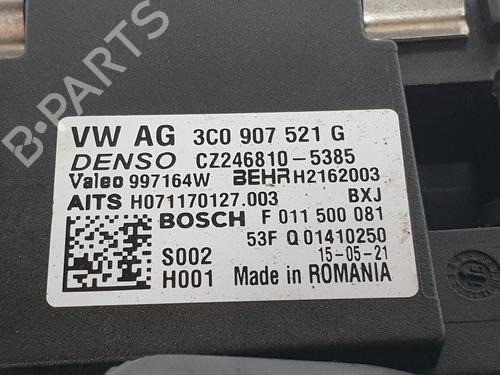 B-PARTS
VW AG 3C0 907 521 G
DENSO CZ246810-5385
Valeo 997164W BEHR H2162003
AITS H071170127.003 BXJ
BOSCH F 011 500 081
53F Q 01410250
S002 15-05-21
H001 Made in ROMANIA